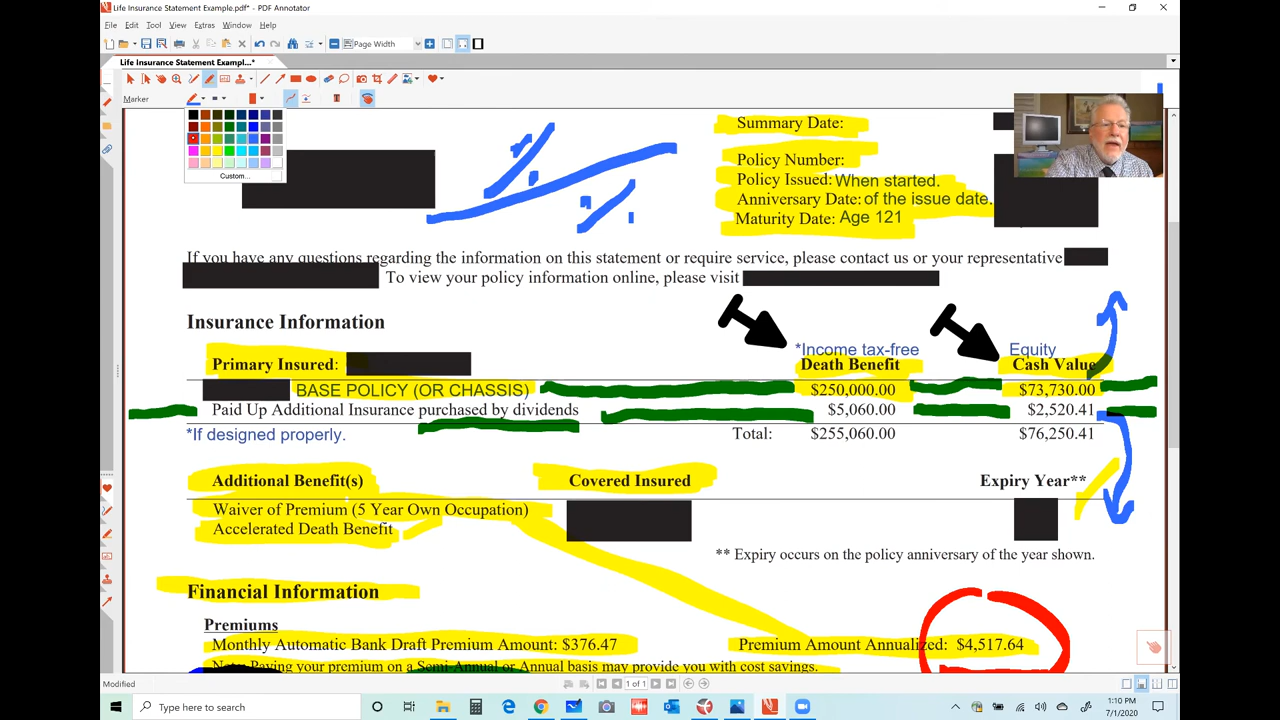 Life Insurance Statement Example.pdf* - PDF Annotator
File Edit Tool View Extras Window Help
Page Width
Life Insurance Statement Exampl...*
Marker
Custom...
Summary Date:
Policy Number:
Policy Issued: When started.
Anniversary Date: of the issue date.
Maturity Date: Age 121
If you have any questions regarding the information on this statement or require service, please contact us or your representative
To view your policy information online, please visit
Insurance Information
*Income tax-free Equity
Primary Insured: Death Benefit Cash Value
BASE POLICY (OR CHASSIS) $250,000.00 $73,730.00
Paid Up Additional Insurance purchased by dividends $5,060.00 $2,520.41
*If designed properly. Total: $255,060.00 $76,250.41
Additional Benefit(s) Covered Insured Expiry Year**
Waiver of Premium (5 Year Own Occupation)
Accelerated Death Benefit
** Expiry occurs on the policy anniversary of the year shown.
Financial Information
Premiums
Monthly Automatic Bank Draft Premium Amount: $376.47 Premium Amount Annualized: $4,517.64
Note: Paying your premium on a Semi-Annual or Annual basis may provide you with cost savings.
Modified
1 of 1
Type here to search
1:10 PM
7/1/2020